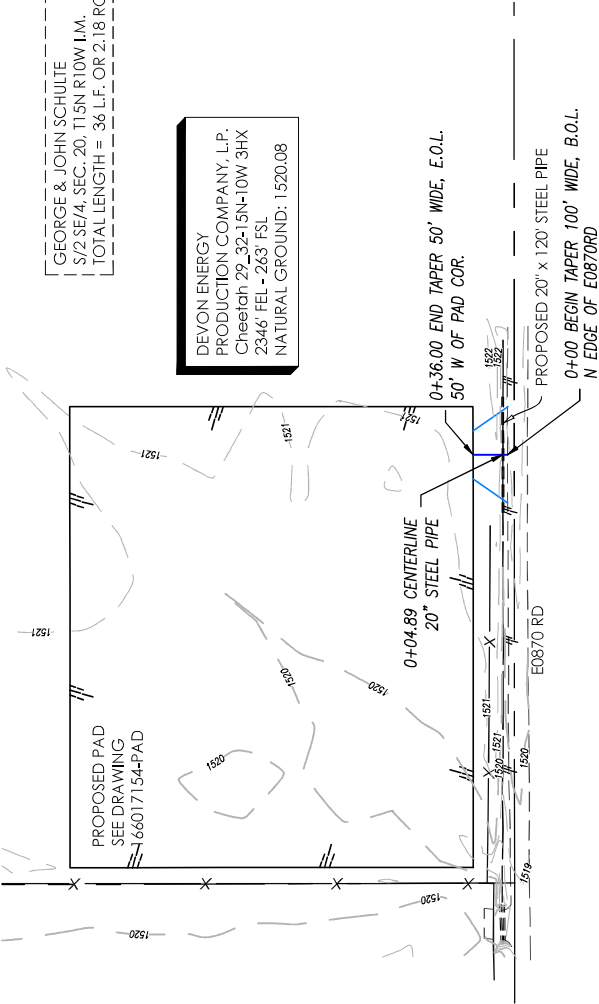 GEORGE & JOHN SCHULTE
S/2 SE/4, SEC. 20, T15N R10W I.M.
TOTAL LENGTH = 36 L.F. OR 2.18
DEVON ENERGY
PRODUCTION COMPANY, L.P.
Cheetah 29_32-15N-10W 3HX
2346' FEL - 263' FSL
NATURAL GROUND: 1520.08
0+36.00 END TAPER 50' WIDE, E.O.L.
50' W OF PAD COR.
1522
1522
PROPOSED 20" x 120' STEEL PIPE
0+00 BEGIN TAPER 100' WIDE, B.O.L.
N EDGE OF E0870RD
1521
1521
1521
0+04.89 CENTERLINE
20" STEEL PIPE
1521
1520
1520
E0870 RD
PROPOSED PAD
SEE DRAWING
166017154-PAD
1520
1521
1521
1520
1520
1520
1520
1519